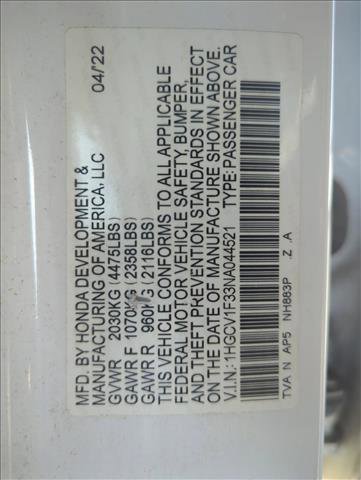 MFD. BY HONDA DEVELOPMENT & 04/22
MANUFACTURING OF AMERICA, LLC
GVWR 2030KG (4475LBS)
GAWR F 1070KG (2358LBS)
GAWR R 960KG (2116LBS)
THIS VEHICLE CONFORMS TO ALL APPLICABLE
FEDERAL MOTOR VEHICLE SAFETY, BUMPER,
AND THEFT PREVENTION STANDARDS IN EFFECT
ON THE DATE OF MANUFACTURE SHOWN ABOVE.
V.I.N.: 1HGCV1F33NA044521 TYPE: PASSENGER CAR
TVA N AP5 NH883P .Z .A